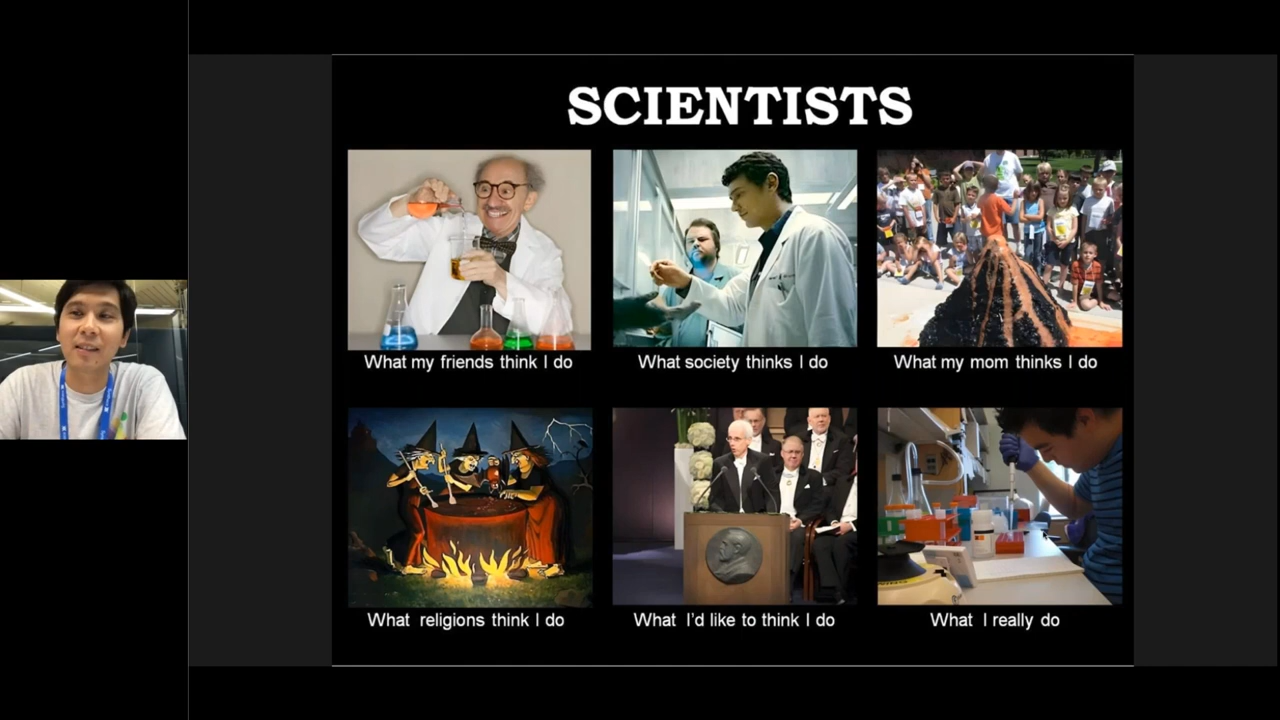 SCIENTISTS
What my friends think I do
What society thinks I do
What my mom thinks I do
What religions think I do
What I'd like to think I do
What I really do